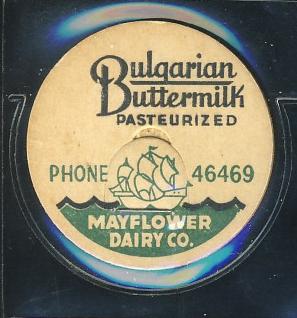 Bulgarian
Buttermilk
PASTEURIZED
PHONE 46469
MAYFLOWER
DAIRY CO.